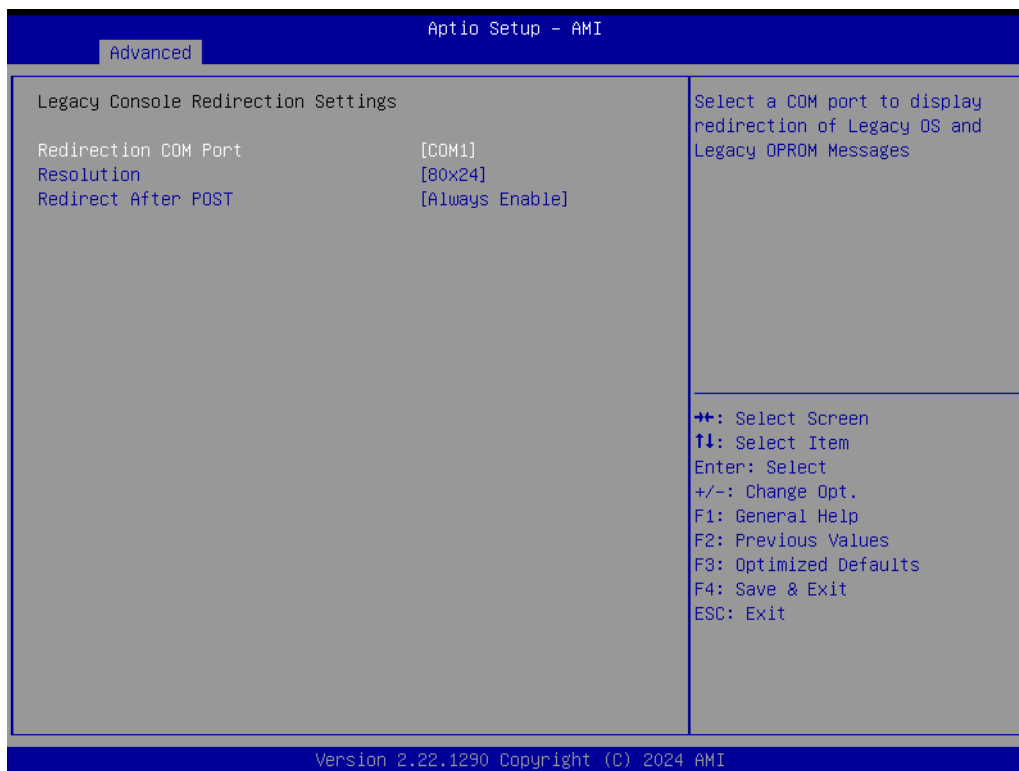 Aptio Setup – AMI
Advanced
Legacy Console Redirection Settings
Redirection COM Port [COM1]
Resolution [80x24]
Redirect After POST [Always Enable]
Select a COM port to display
redirection of Legacy OS and
Legacy OPROM Messages
→←: Select Screen
↑↓: Select Item
Enter: Select
+/-: Change Opt.
F1: General Help
F2: Previous Values
F3: Optimized Defaults
F4: Save & Exit
ESC: Exit
Version 2.22.1290 Copyright (C) 2024 AMI